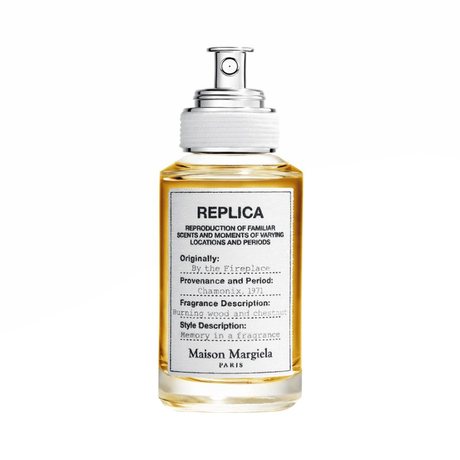 REPLICA
REPRODUCTION OF FAMILIAR
SCENTS AND MOMENTS OF VARYING
LOCATIONS AND PERIODS
Originally:
By the Fireplace
Provenance and Period:
Chamonix, 1971
Fragrance Description:
Burning wood and chestnut
Style Description:
Memory in a fragrance
Maison Margiela
PARIS